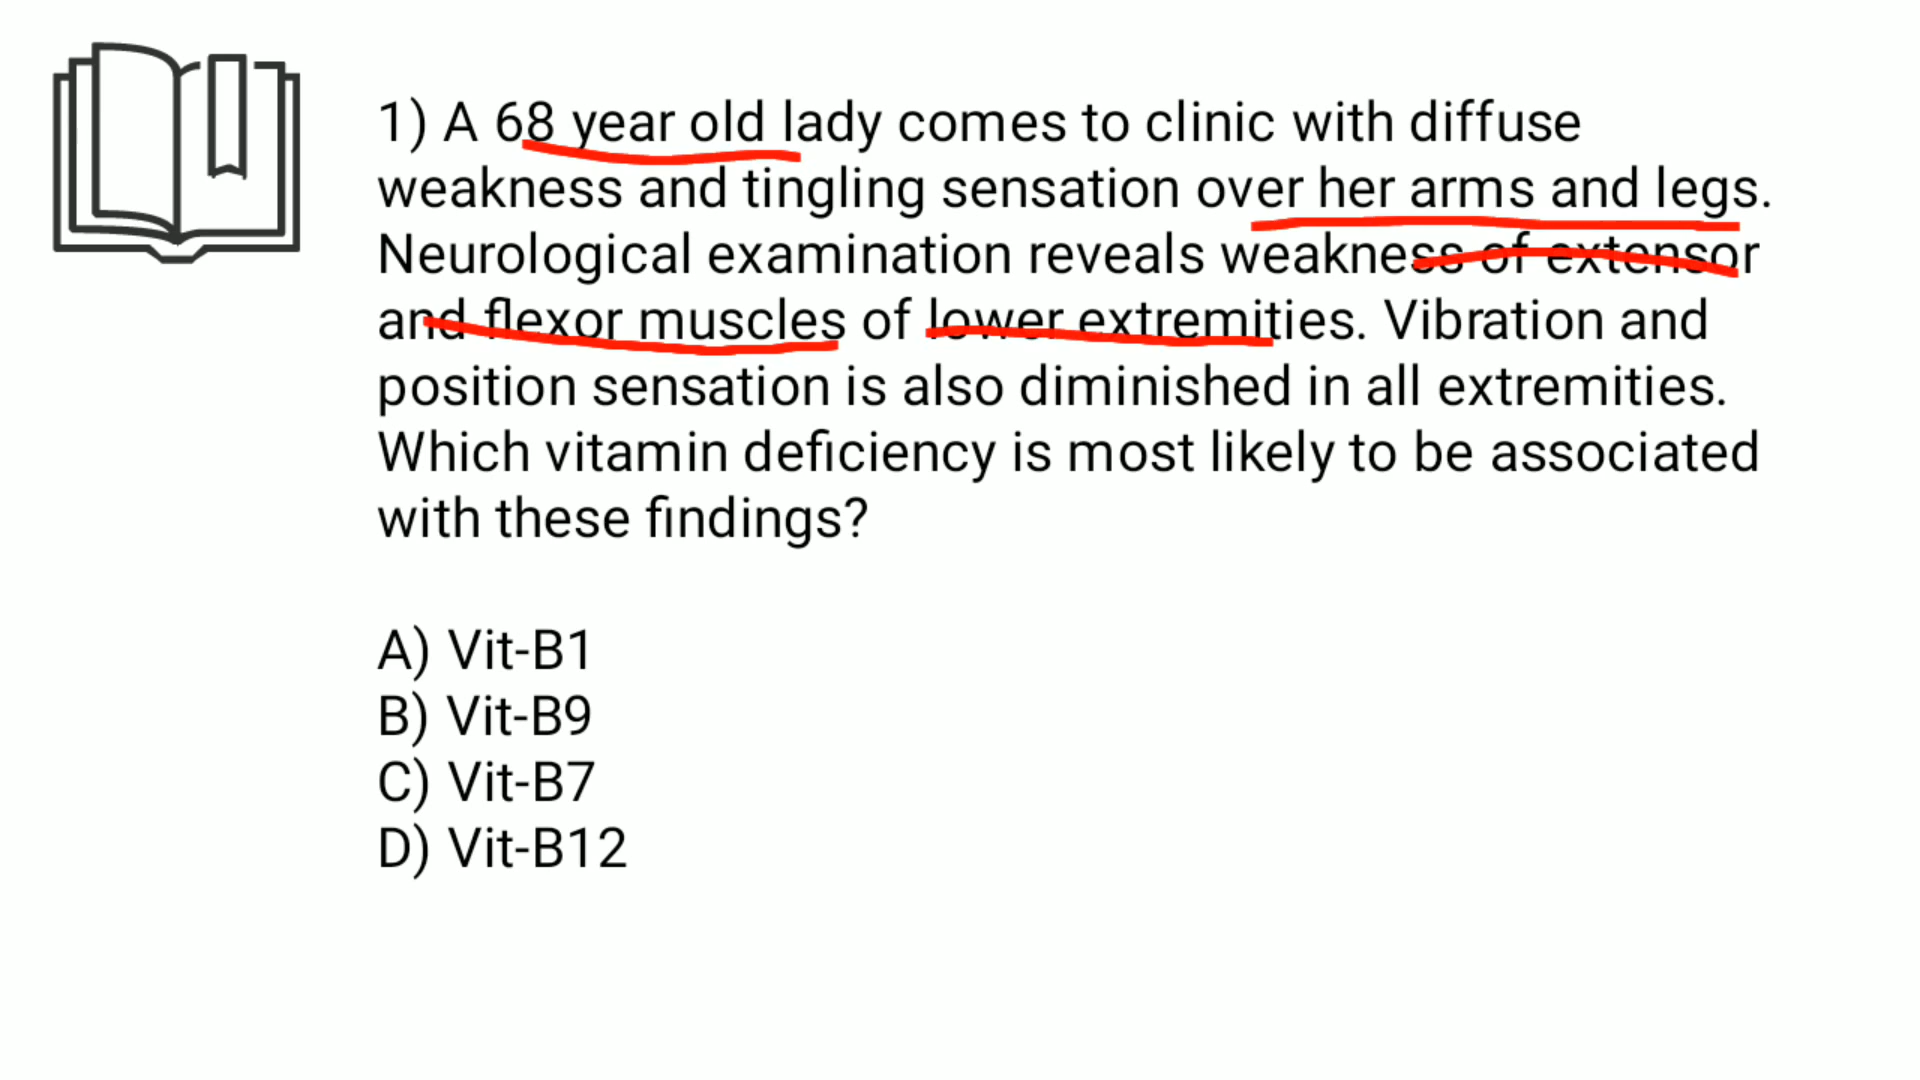 1) A 68 year old lady comes to clinic with diffuse
weakness and tingling sensation over her arms and legs.
Neurological examination reveals weakness of extensor
and flexor muscles of lower extremities. Vibration and
position sensation is also diminished in all extremities.
Which vitamin deficiency is most likely to be associated
with these findings?
A) Vit-B1
B) Vit-B9
C) Vit-B7
D) Vit-B12